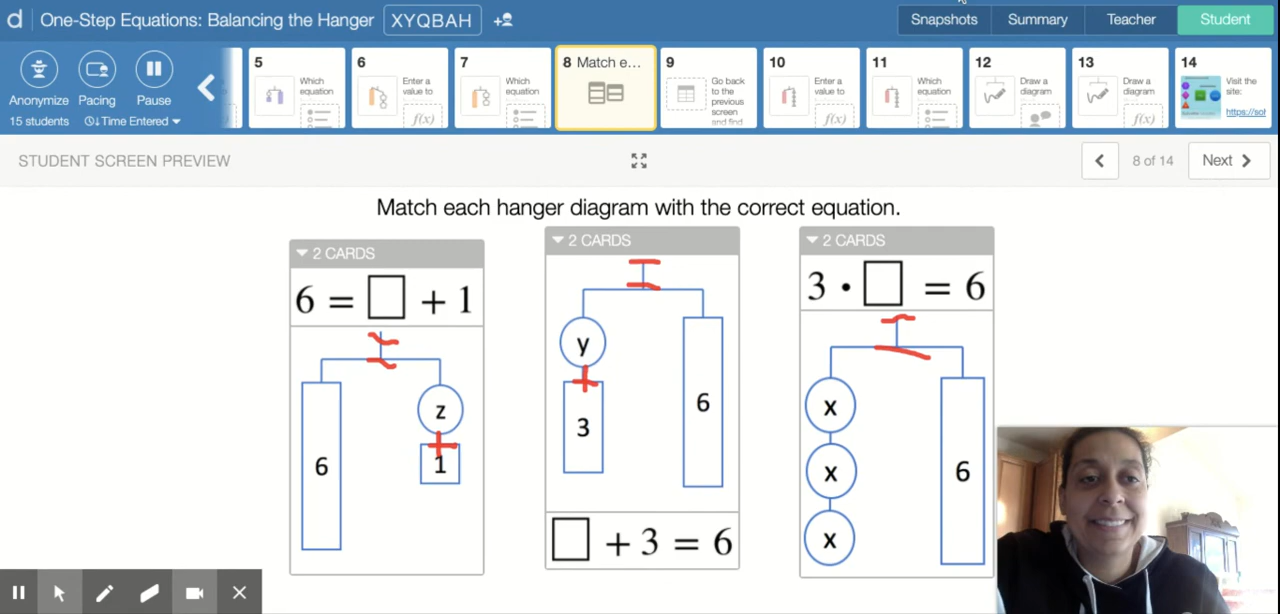 d One-Step Equations: Balancing the Hanger XYQBAH
Snapshots Summary Teacher Student
Anonymize Pacing Pause
15 students Time Entered
5 Which equation
6 Enter a value to f(x)
7 Which equation
8 Match e...
9 Go back to the previous screen and find
10 Enter a value to f(x)
11 Which equation
12 Draw a diagram
13 Draw a diagram f(x)
14 Visit the site: https://sol
STUDENT SCREEN PREVIEW
8 of 14 Next
Match each hanger diagram with the correct equation.
2 CARDS
6 = □ + 1
6
z
+
1
2 CARDS
y
+
3
6
□ + 3 = 6
2 CARDS
3 · □ = 6
x
x
x
6